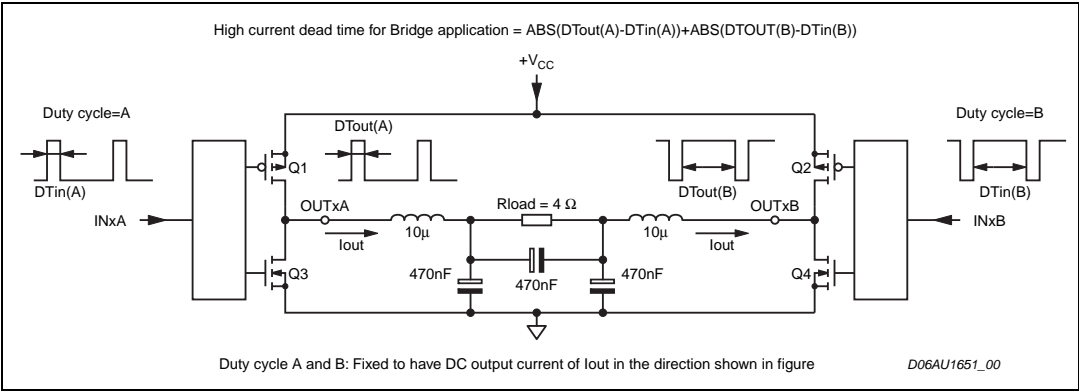 High current dead time for Bridge application = ABS(DTout(A)-DTin(A))+ABS(DTOUT(B)-DTin(B))
+VCC
Duty cycle=A
DTout(A)
Duty cycle=B
Q1
Q2
DTin(A)
DTout(B)
DTin(B)
INxA
OUTxA
Rload = 4 Ω
OUTxB
INxB
Iout
10μ
10μ
Iout
Q3
470nF
470nF
470nF
Q4
Duty cycle A and B: Fixed to have DC output current of Iout in the direction shown in figure
D06AU1651_00